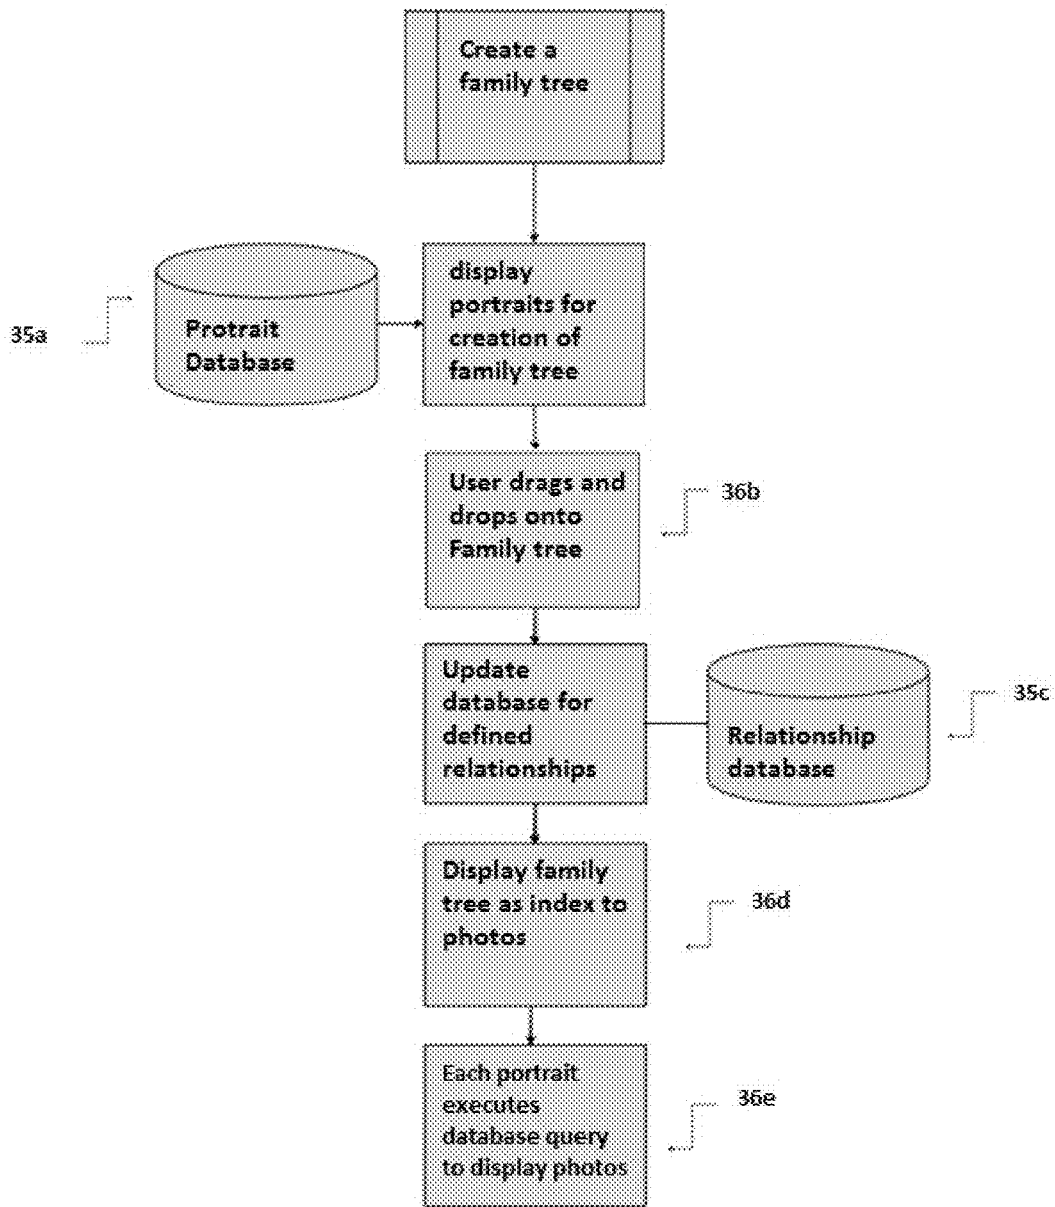 Create a
family tree
display
portraits for
creation of
family tree
Protrait
Database
35a
User drags and
drops onto
Family tree
36b
Update
database for
defined
relationships
Relationship
database
35c
Display family
tree as index to
photos
36d
Each portrait
executes
database query
to display photos
36e